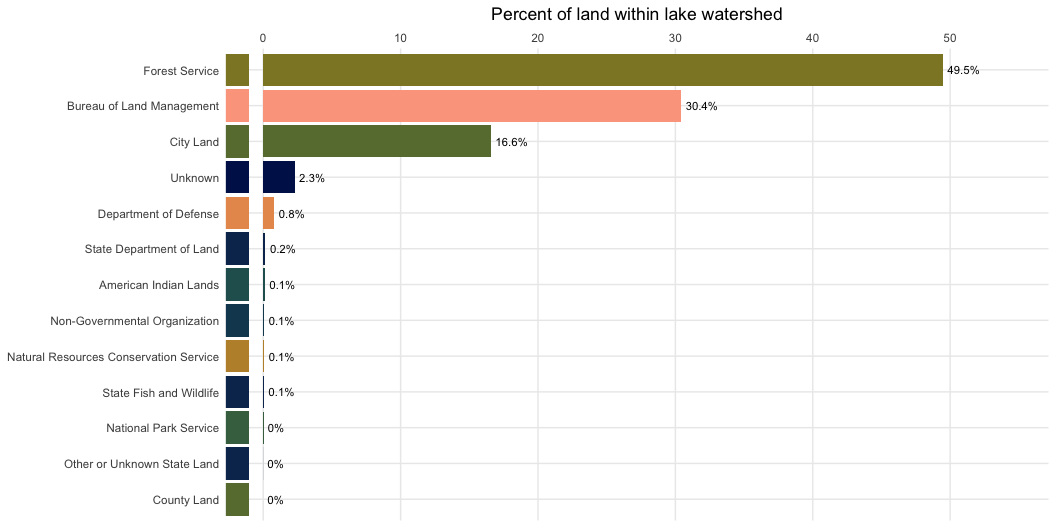 Percent of land within lake watershed
0 10 20 30 40 50
Forest Service 49.5%
Bureau of Land Management 30.4%
City Land 16.6%
Unknown 2.3%
Department of Defense 0.8%
State Department of Land 0.2%
American Indian Lands 0.1%
Non-Governmental Organization 0.1%
Natural Resources Conservation Service 0.1%
State Fish and Wildlife 0.1%
National Park Service 0%
Other or Unknown State Land 0%
County Land 0%